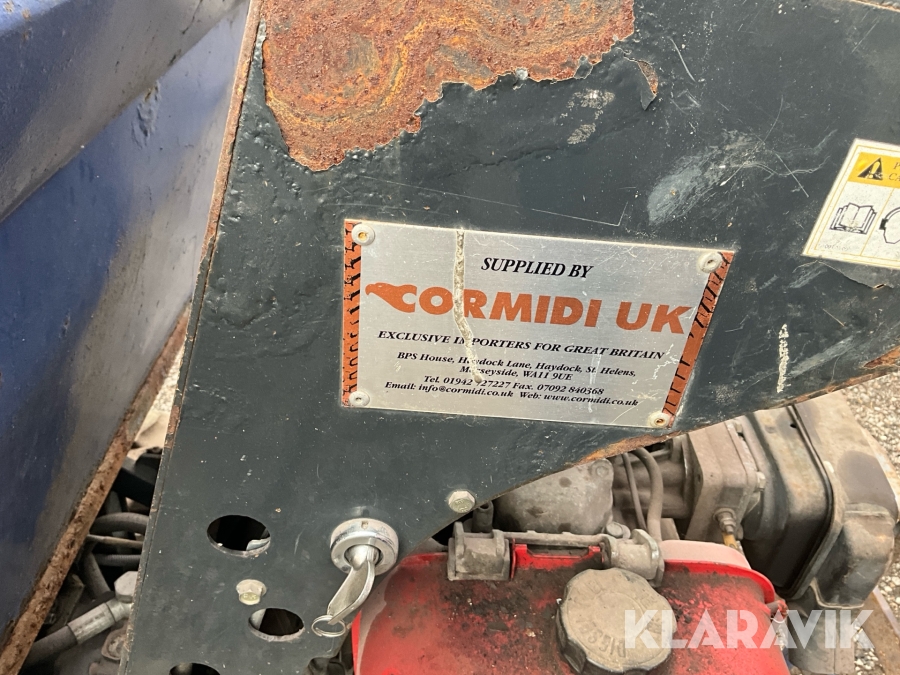 SUPPLIED BY
CORMIDI UK
EXCLUSIVE IMPORTERS FOR GREAT BRITAIN
BPS House, Haydock Lane, Haydock, St Helens,
Merseyside, WA11 9UE
Tel. 01942 427227 Fax. 07092 840368
Email: info@cormidi.co.uk Web: www.cormidi.co.uk
KLARAVIK